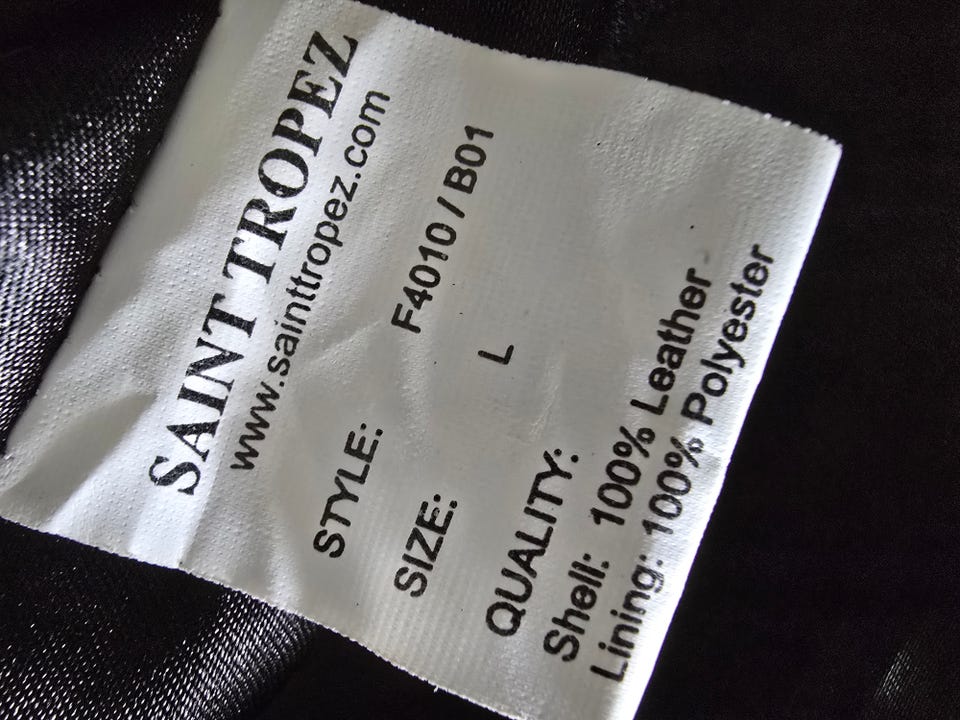 SAINT TROPEZ
www.sainttropez.com
STYLE: F4010 / B01
SIZE: L
QUALITY:
Shell: 100% Leather
Lining: 100% Polyester